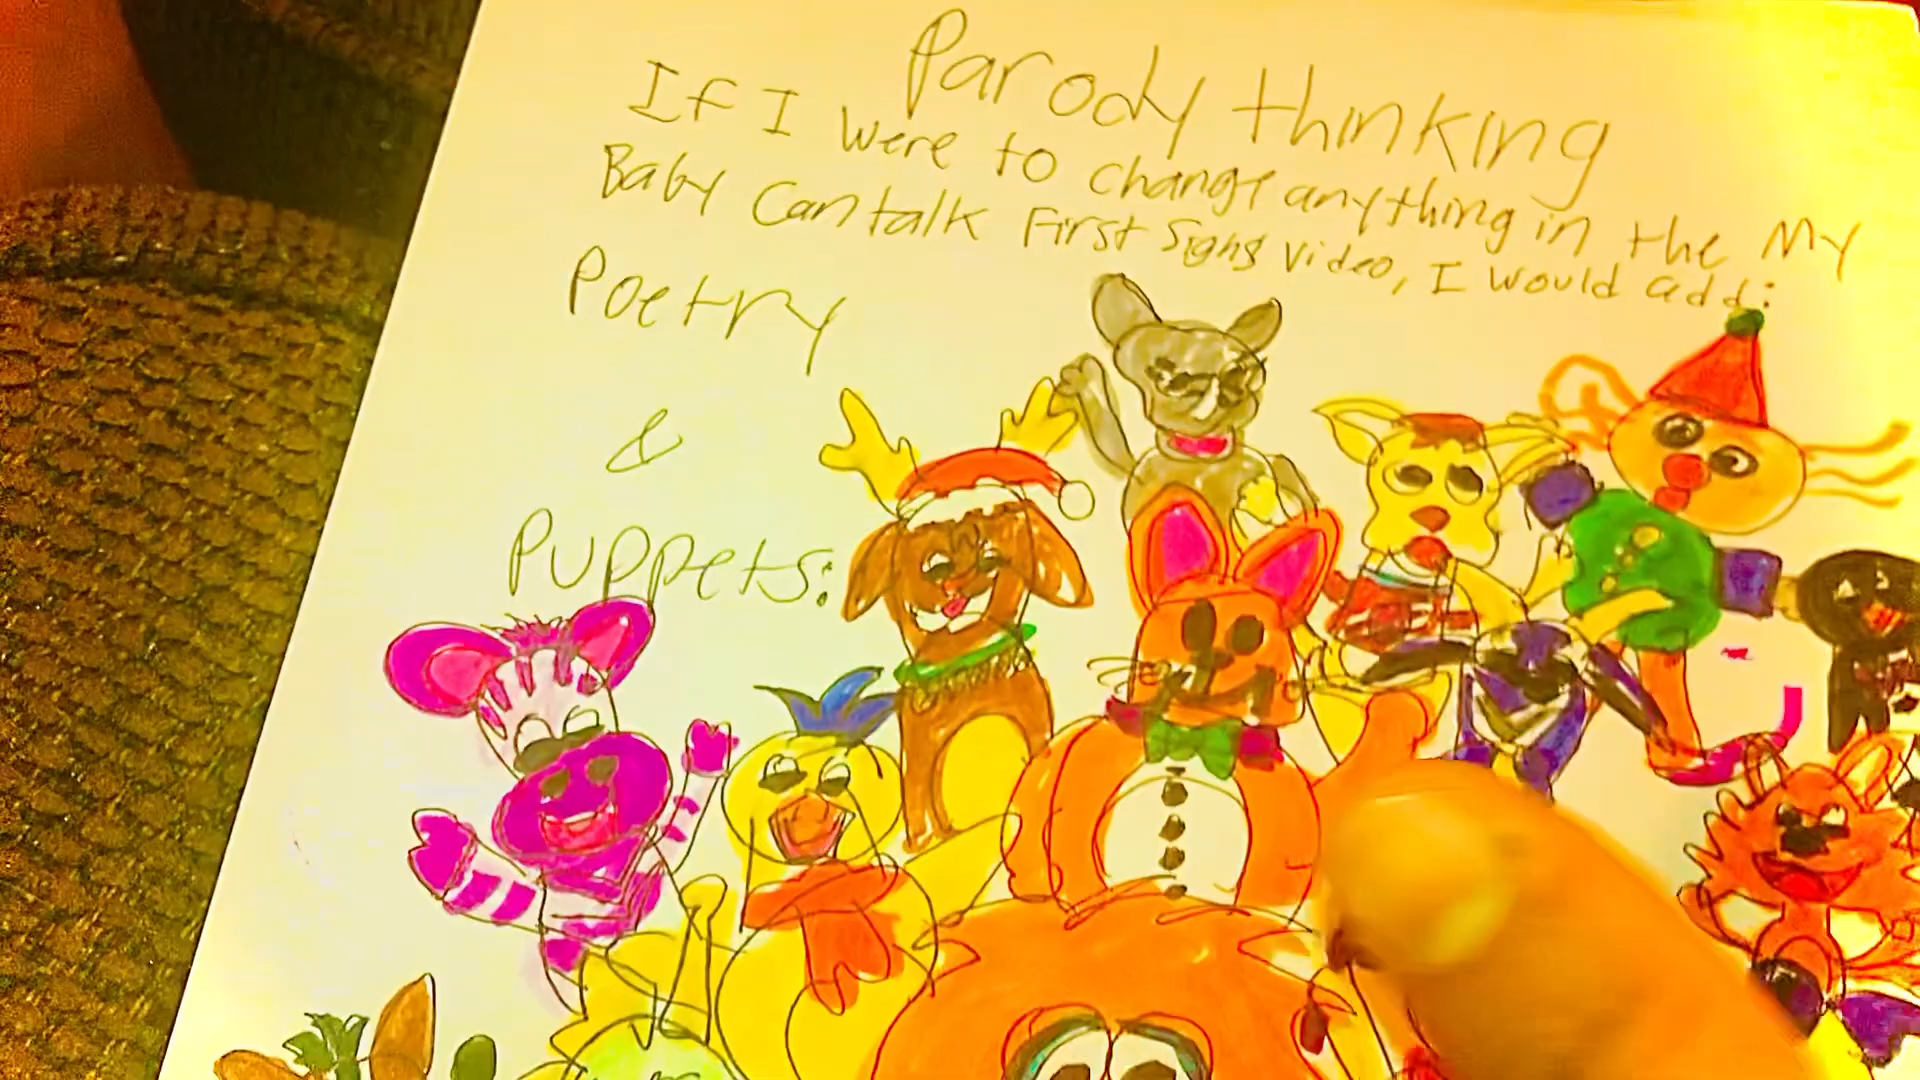 Parody thinking
If I were to change anything in the My
Baby Can talk First Signs Video, I would add:
Poetry
&
Puppets: